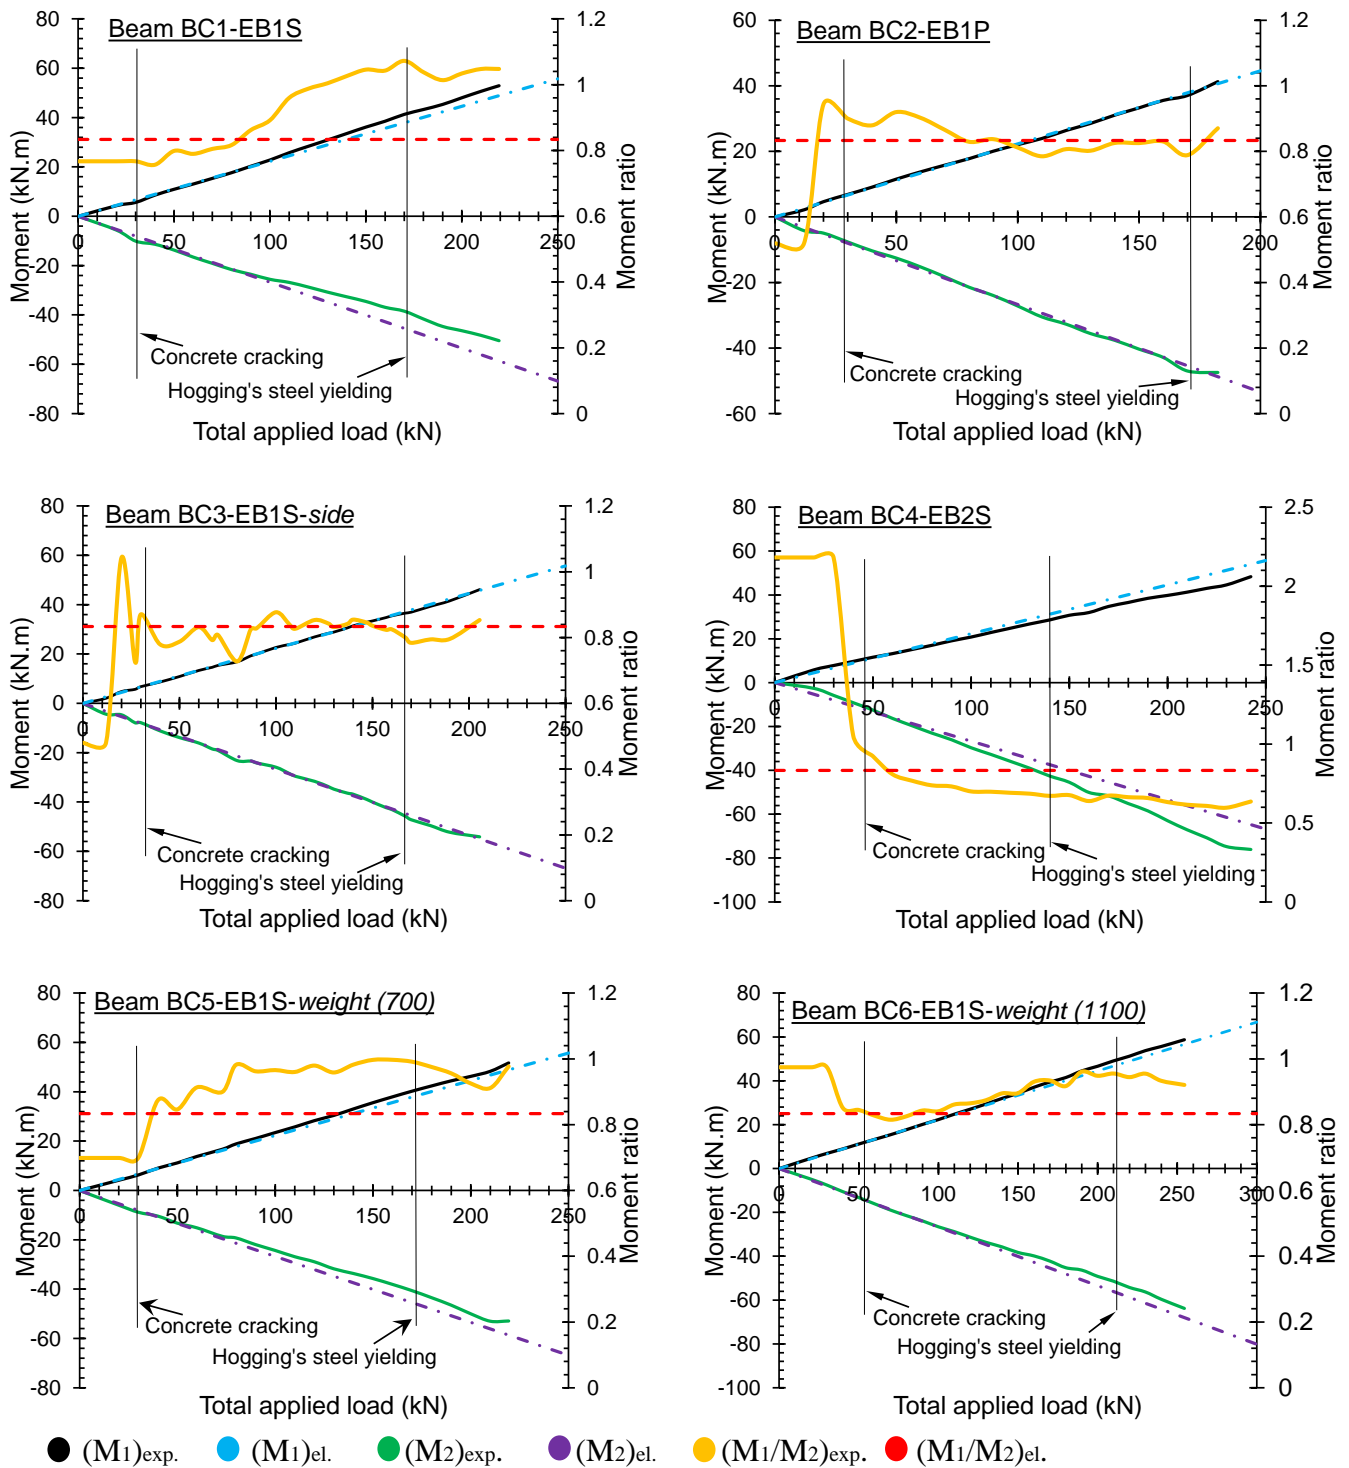 Beam BC1-EB1S
80
60
40
20
0
-20
-40
-60
-80
0 50 100 150 200 250
1.2
1
0.8
0.6
0.4
0.2
0
Moment (kN.m)
Moment ratio
Concrete cracking
Hogging's steel yielding
Total applied load (kN)
Beam BC2-EB1P
60
40
20
0
-20
-40
-60
0 50 100 150 200
1.2
1
0.8
0.6
0.4
0.2
0
Moment (kN.m)
Moment ratio
Concrete cracking
Hogging's steel yielding
Total applied load (kN)
Beam BC3-EB1S-side
80
60
40
20
0
-20
-40
-60
-80
0 50 100 150 200 250
1.2
1
0.8
0.6
0.4
0.2
0
Moment (kN.m)
Moment ratio
Concrete cracking
Hogging's steel yielding
Total applied load (kN)
Beam BC4-EB2S
80
60
40
20
0
-20
-40
-60
-80
-100
0 50 100 150 200 250
2.5
2
1.5
1
0.5
0
Moment (kN.m)
Moment ratio
Concrete cracking
Hogging's steel yielding
Total applied load (kN)
Beam BC5-EB1S-weight (700)
80
60
40
20
0
-20
-40
-60
-80
0 50 100 150 200 250
1.2
1
0.8
0.6
0.4
0.2
0
Moment (kN.m)
Moment ratio
Concrete cracking
Hogging's steel yielding
Total applied load (kN)
Beam BC6-EB1S-weight (1100)
80
60
40
20
0
-20
-40
-60
-80
-100
0 50 100 150 200 250 300
1.2
1
0.8
0.6
0.4
0.2
0
Moment (kN.m)
Moment ratio
Concrete cracking
Hogging's steel yielding
Total applied load (kN)
(M1)exp. (M1)el. (M2)exp. (M2)el. (M1/M2)exp. (M1/M2)el.